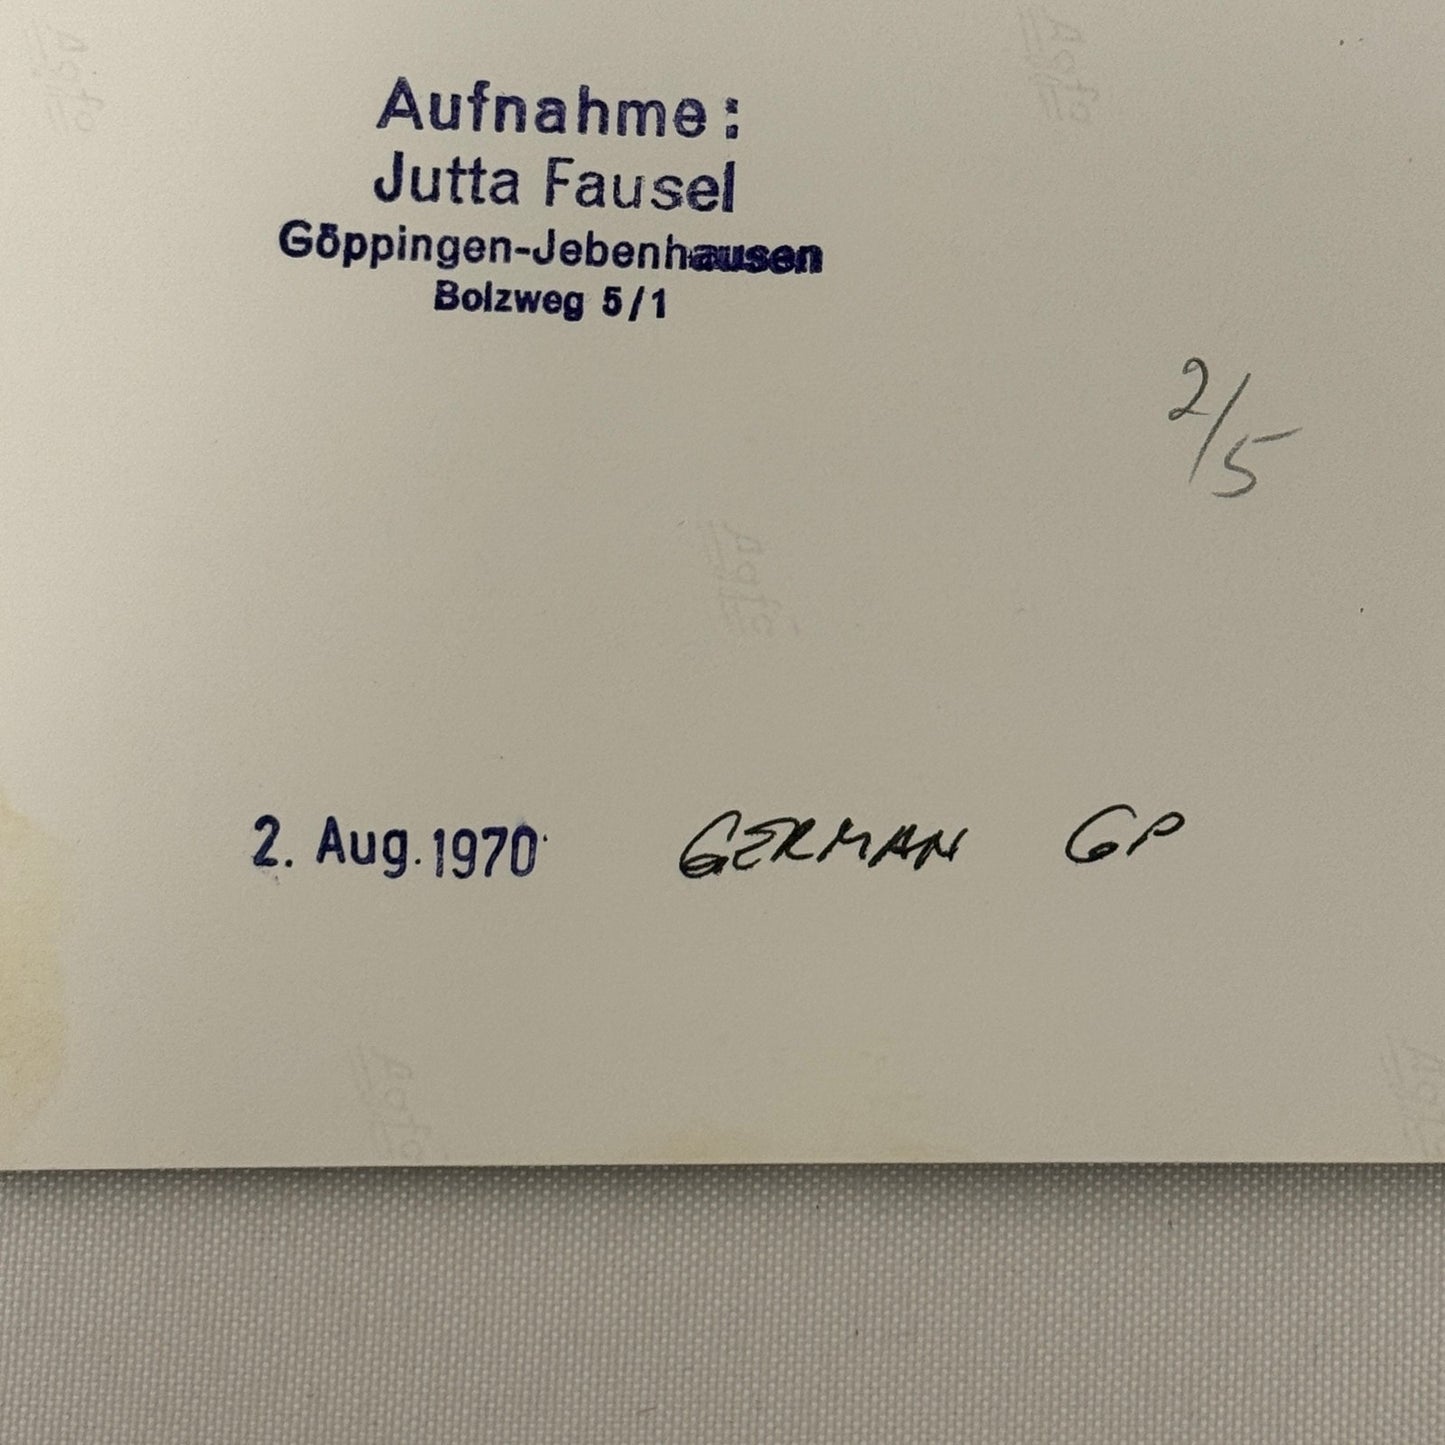 Aufnahme:
Jutta Fausel
Göppingen-Jebenhausen
Bolzweg 5/1
2/5
2. Aug. 1970 GERMAN GP